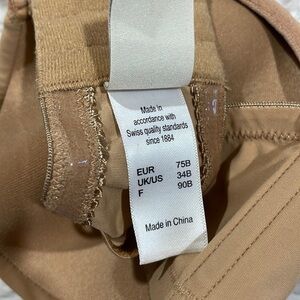 Made in
accordance with
Swiss quality standards
since 1884
EUR 75B
UK/US 34B
F 90B
Made in China